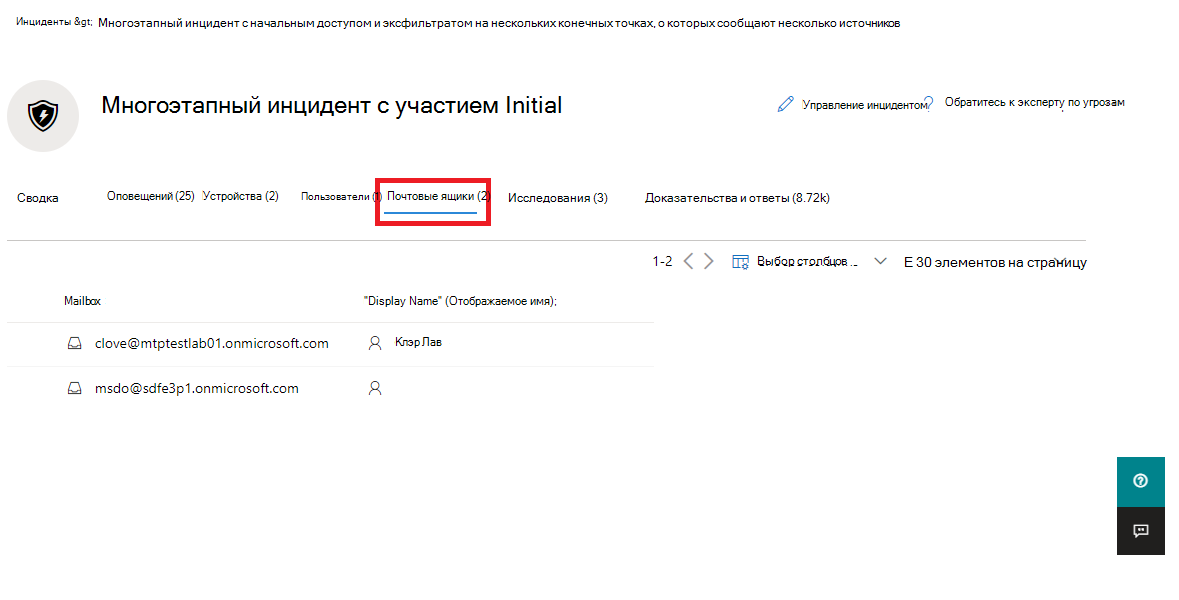 Инциденты &gt; Многоэтапный инцидент с начальным доступом и эксфильтратом на нескольких конечных точках, о которых сообщают несколько источников
Многоэтапный инцидент с участием Initial
Управление инцидентом? Обратитесь к эксперту по угрозам
Сводка Оповещений (25) Устройства (2) Пользователи (1) Почтовые ящики (2) Исследования (3) Доказательства и ответы (8.72k)
1-2 Выбор столбцов Е 30 элементов на страницу
Mailbox "Display Name" (Отображаемое имя);
clove@mtptestlab01.onmicrosoft.com Клэр Лав
msdo@sdfe3p1.onmicrosoft.com